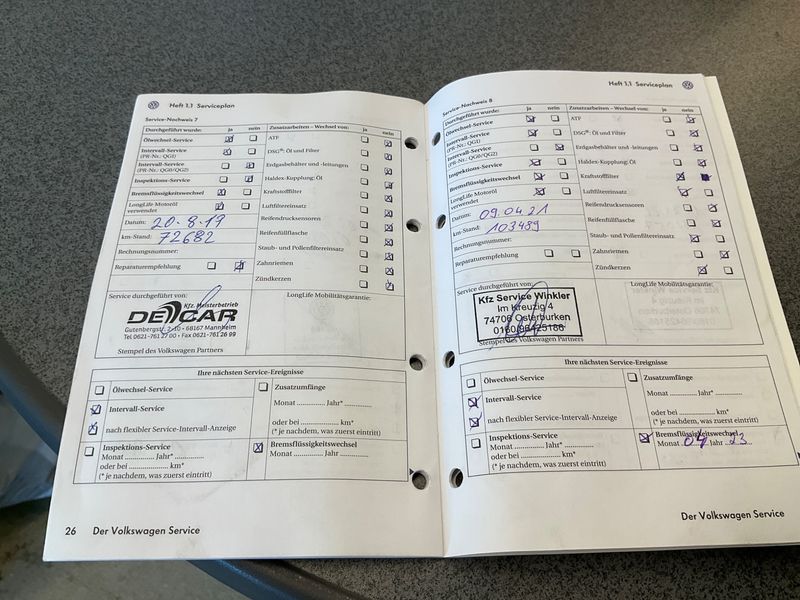 Heft 1.1 Serviceplan
Service-Nachweis 7
Durchgeführt wurde: ja nein
Ölwechsel-Service
Intervall-Service
(PR-Nr.: QG1)
Intervall-Service
(PR-Nr.: QG0/QG2)
Inspektions-Service
Bremsflüssigkeitswechsel
LongLife Motoröl
verwendet
Datum: 20-8-19
km-Stand: 72682
Rechnungsnummer:
Reparaturempfehlung
Zusatzarbeiten – Wechsel von: ja nein
ATF
DSG®: Öl und Filter
Erdgasbehälter und -leitungen
Haldex-Kupplung: Öl
Kraftstofffilter
Luftfiltereinsatz
Reifendrucksensoren
Reifenfüllflasche
Staub- und Pollenfiltereinsatz
Zahnriemen
Zündkerzen
Service durchgeführt von:
Kfz. Meisterbetrieb
DE CAR
Gutenbergstr. 2-10 • 68167 Mannheim
Tel 0621-761 27 00 • Fax 0621-761 26 99
Stempel des Volkswagen Partners
LongLife Mobilitätsgarantie:
Ihre nächsten Service-Ereignisse
Ölwechsel-Service
Intervall-Service
nach flexibler Service-Intervall-Anzeige
Inspektions-Service
Monat ............ Jahr* ............
oder bei ............ km*
(* je nachdem, was zuerst eintritt)
Zusatzumfänge
Monat ............ Jahr* ............
oder bei ............ km*
(* je nachdem, was zuerst eintritt)
Bremsflüssigkeitswechsel
Monat ............ Jahr ............
26 Der Volkswagen Service
Heft 1.1 Serviceplan
Service-Nachweis 8
Durchgeführt wurde: ja nein
Ölwechsel-Service
Intervall-Service
(PR-Nr.: QG1)
Intervall-Service
(PR-Nr.: QG0/QG2)
Inspektions-Service
Bremsflüssigkeitswechsel
LongLife Motoröl
verwendet
Datum: 09.04.21
km-Stand: 103489
Rechnungsnummer:
Reparaturempfehlung
Zusatzarbeiten – Wechsel von: ja nein
ATF
DSG®: Öl und Filter
Erdgasbehälter und -leitungen
Haldex-Kupplung: Öl
Kraftstofffilter
Luftfiltereinsatz
Reifendrucksensoren
Reifenfüllflasche
Staub- und Pollenfiltereinsatz
Zahnriemen
Zündkerzen
Service durchgeführt von:
Kfz Service Winkler
Im Kreuzig 4
74706 Osterburken
0160/96425186
Stempel des Volkswagen Partners
LongLife Mobilitätsgarantie:
Ihre nächsten Service-Ereignisse
Ölwechsel-Service
Intervall-Service
nach flexibler Service-Intervall-Anzeige
Inspektions-Service
Monat ............ Jahr* ............
oder bei ............ km*
(* je nachdem, was zuerst eintritt)
Zusatzumfänge
Monat ............ Jahr* ............
oder bei ............ km*
(* je nachdem, was zuerst eintritt)
Bremsflüssigkeitswechsel
Monat 04 Jahr 23
Der Volkswagen Service